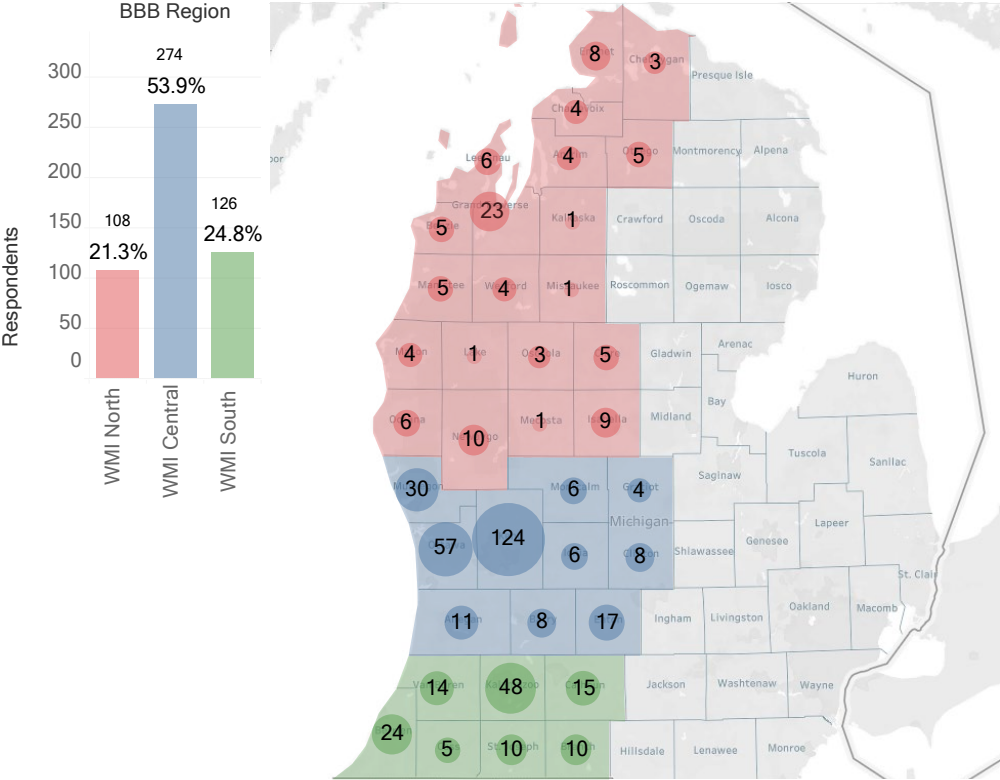 BBB Region
Respondents
300
250
200
150
100
50
0
108
21.3%
274
53.9%
126
24.8%
WMI North
WMI Central
WMI South
8
3
Presque Isle
4
6
4
5
Montmorency
Alpena
23
5
1
Crawford
Oscoda
Alcona
5
4
1
Roscommon
Ogemaw
Iosco
4
1
3
5
Gladwin
Arenac
Huron
6
10
1
9
Midland
Bay
Tuscola
Sanilac
30
6
4
Saginaw
Michigan
Lapeer
57
124
6
8
Shiawassee
Genesee
St. Clair
11
8
17
Ingham
Livingston
Oakland
Macomb
14
48
15
Jackson
Washtenaw
Wayne
24
5
10
10
Hillsdale
Lenawee
Monroe